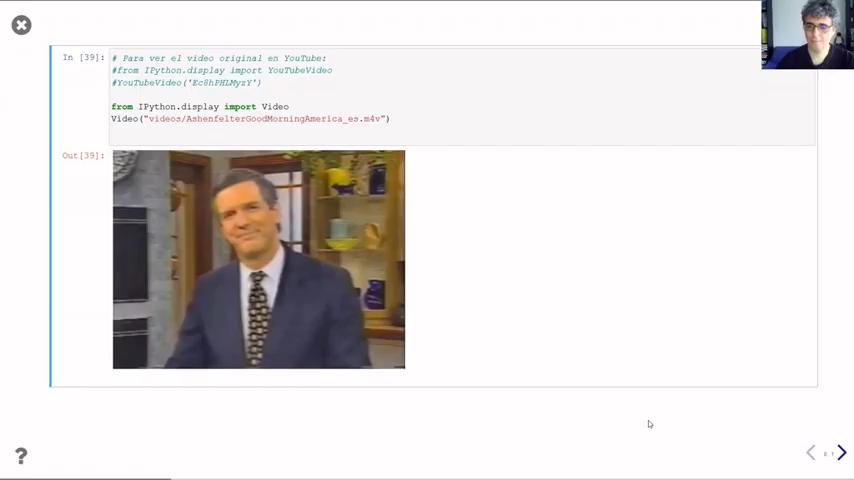 In [39]:
# Para ver el video original en YouTube:
#from IPython.display import YouTubeVideo
#YouTubeVideo('Ec8hPHLMyzY')
from IPython.display import Video
Video("videos/AshenfelterGoodMorningAmerica_es.m4v")
Out[39]:
?